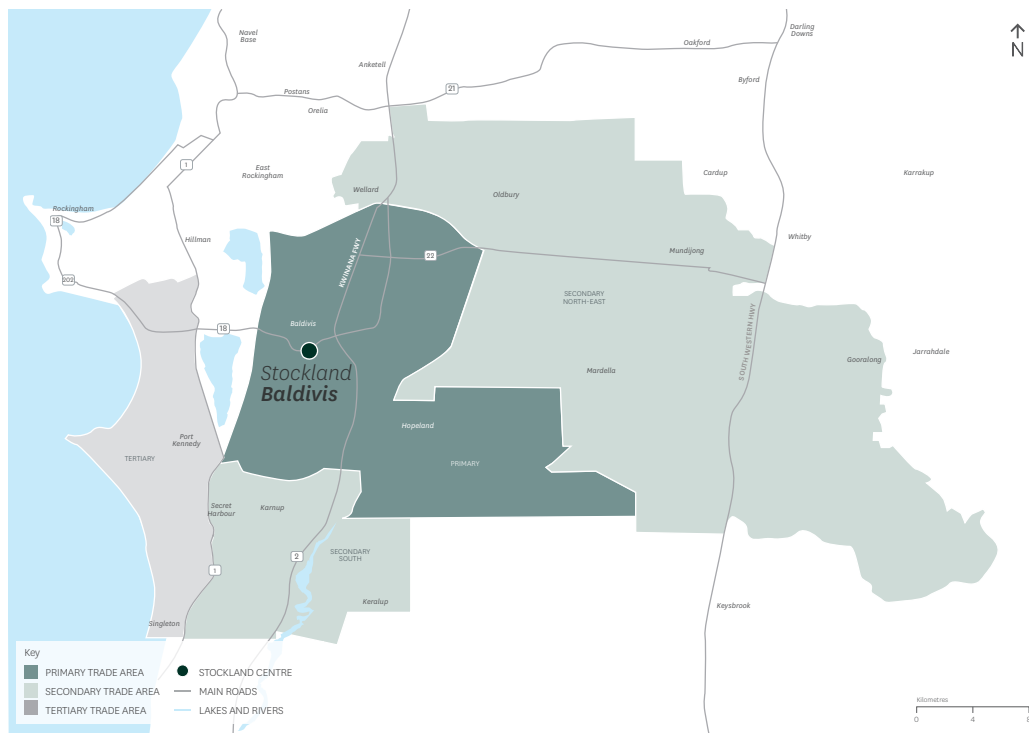 Navel
Base
Darling
Downs
N
Oakford
Anketell
Byford
21
Postans
Orelia
1
East
Rockingham
Cardup
Karrakup
Wellard
Oldbury
Rockingham
18
Hillman
Whitby
KWINANA FWY
22
Mundijong
202
SECONDARY
NORTH-EAST
Baldivis
18
SOUTH WESTERN HWY
Stockland
Baldivis
Jarrahdale
Gooralong
Mardella
Hopeland
Port
Kennedy
TERTIARY
PRIMARY
Secret
Harbour
Karnup
SECONDARY
SOUTH
2
1
Keralup
Keysbrook
Singleton
Key
PRIMARY TRADE AREA
SECONDARY TRADE AREA
TERTIARY TRADE AREA
STOCKLAND CENTRE
MAIN ROADS
LAKES AND RIVERS
Kilometres
0 4 8